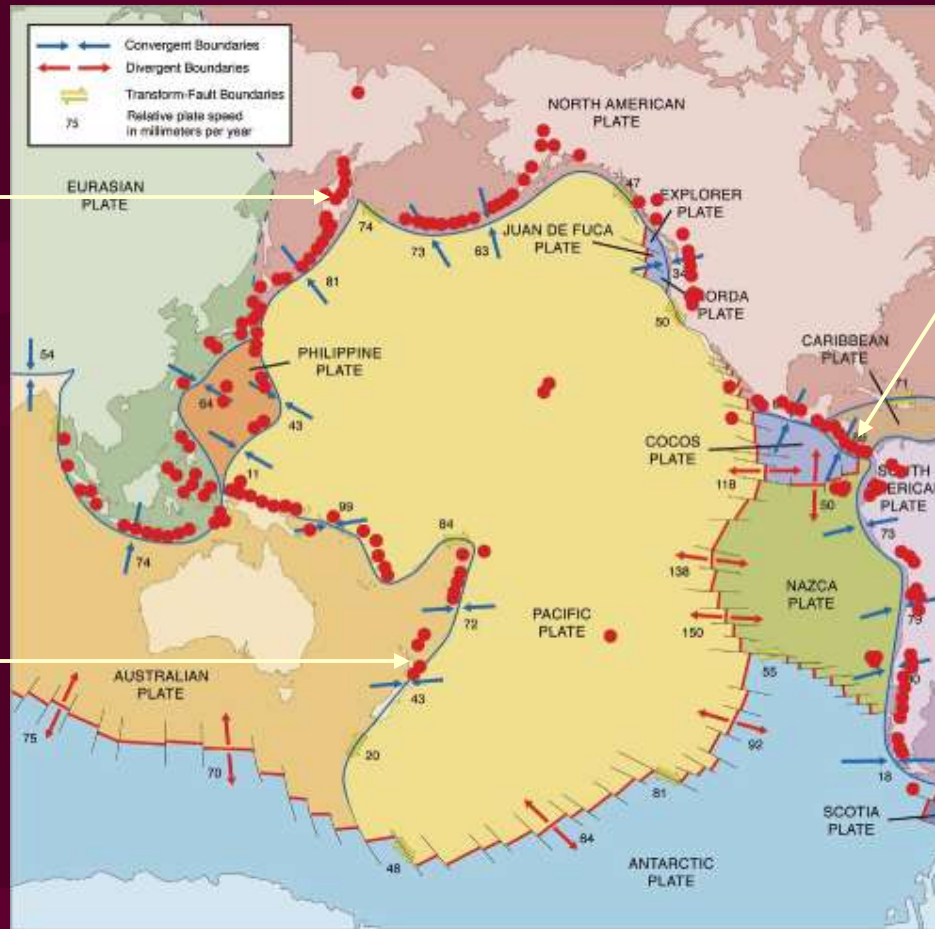 Convergent Boundaries
Divergent Boundaries
Transform-Fault Boundaries
75
Relative plate speed
in millimeters per year
NORTH AMERICAN
PLATE
EURASIAN
PLATE
47
EXPLORER
PLATE
JUAN DE FUCA
PLATE
74
73
63
81
34
PLATE
50
CARIBBEAN
PLATE
71
54
PHILIPPINE
PLATE
64
43
COCOS
PLATE
11
118
SOUTH
PLATE
50
99
73
84
74
138
NAZCA
PLATE
PACIFIC
PLATE
72
150
79
AUSTRALIAN
PLATE
43
55
75
70
20
92
18
81
SCOTIA
PLATE
64
48
ANTARCTIC
PLATE